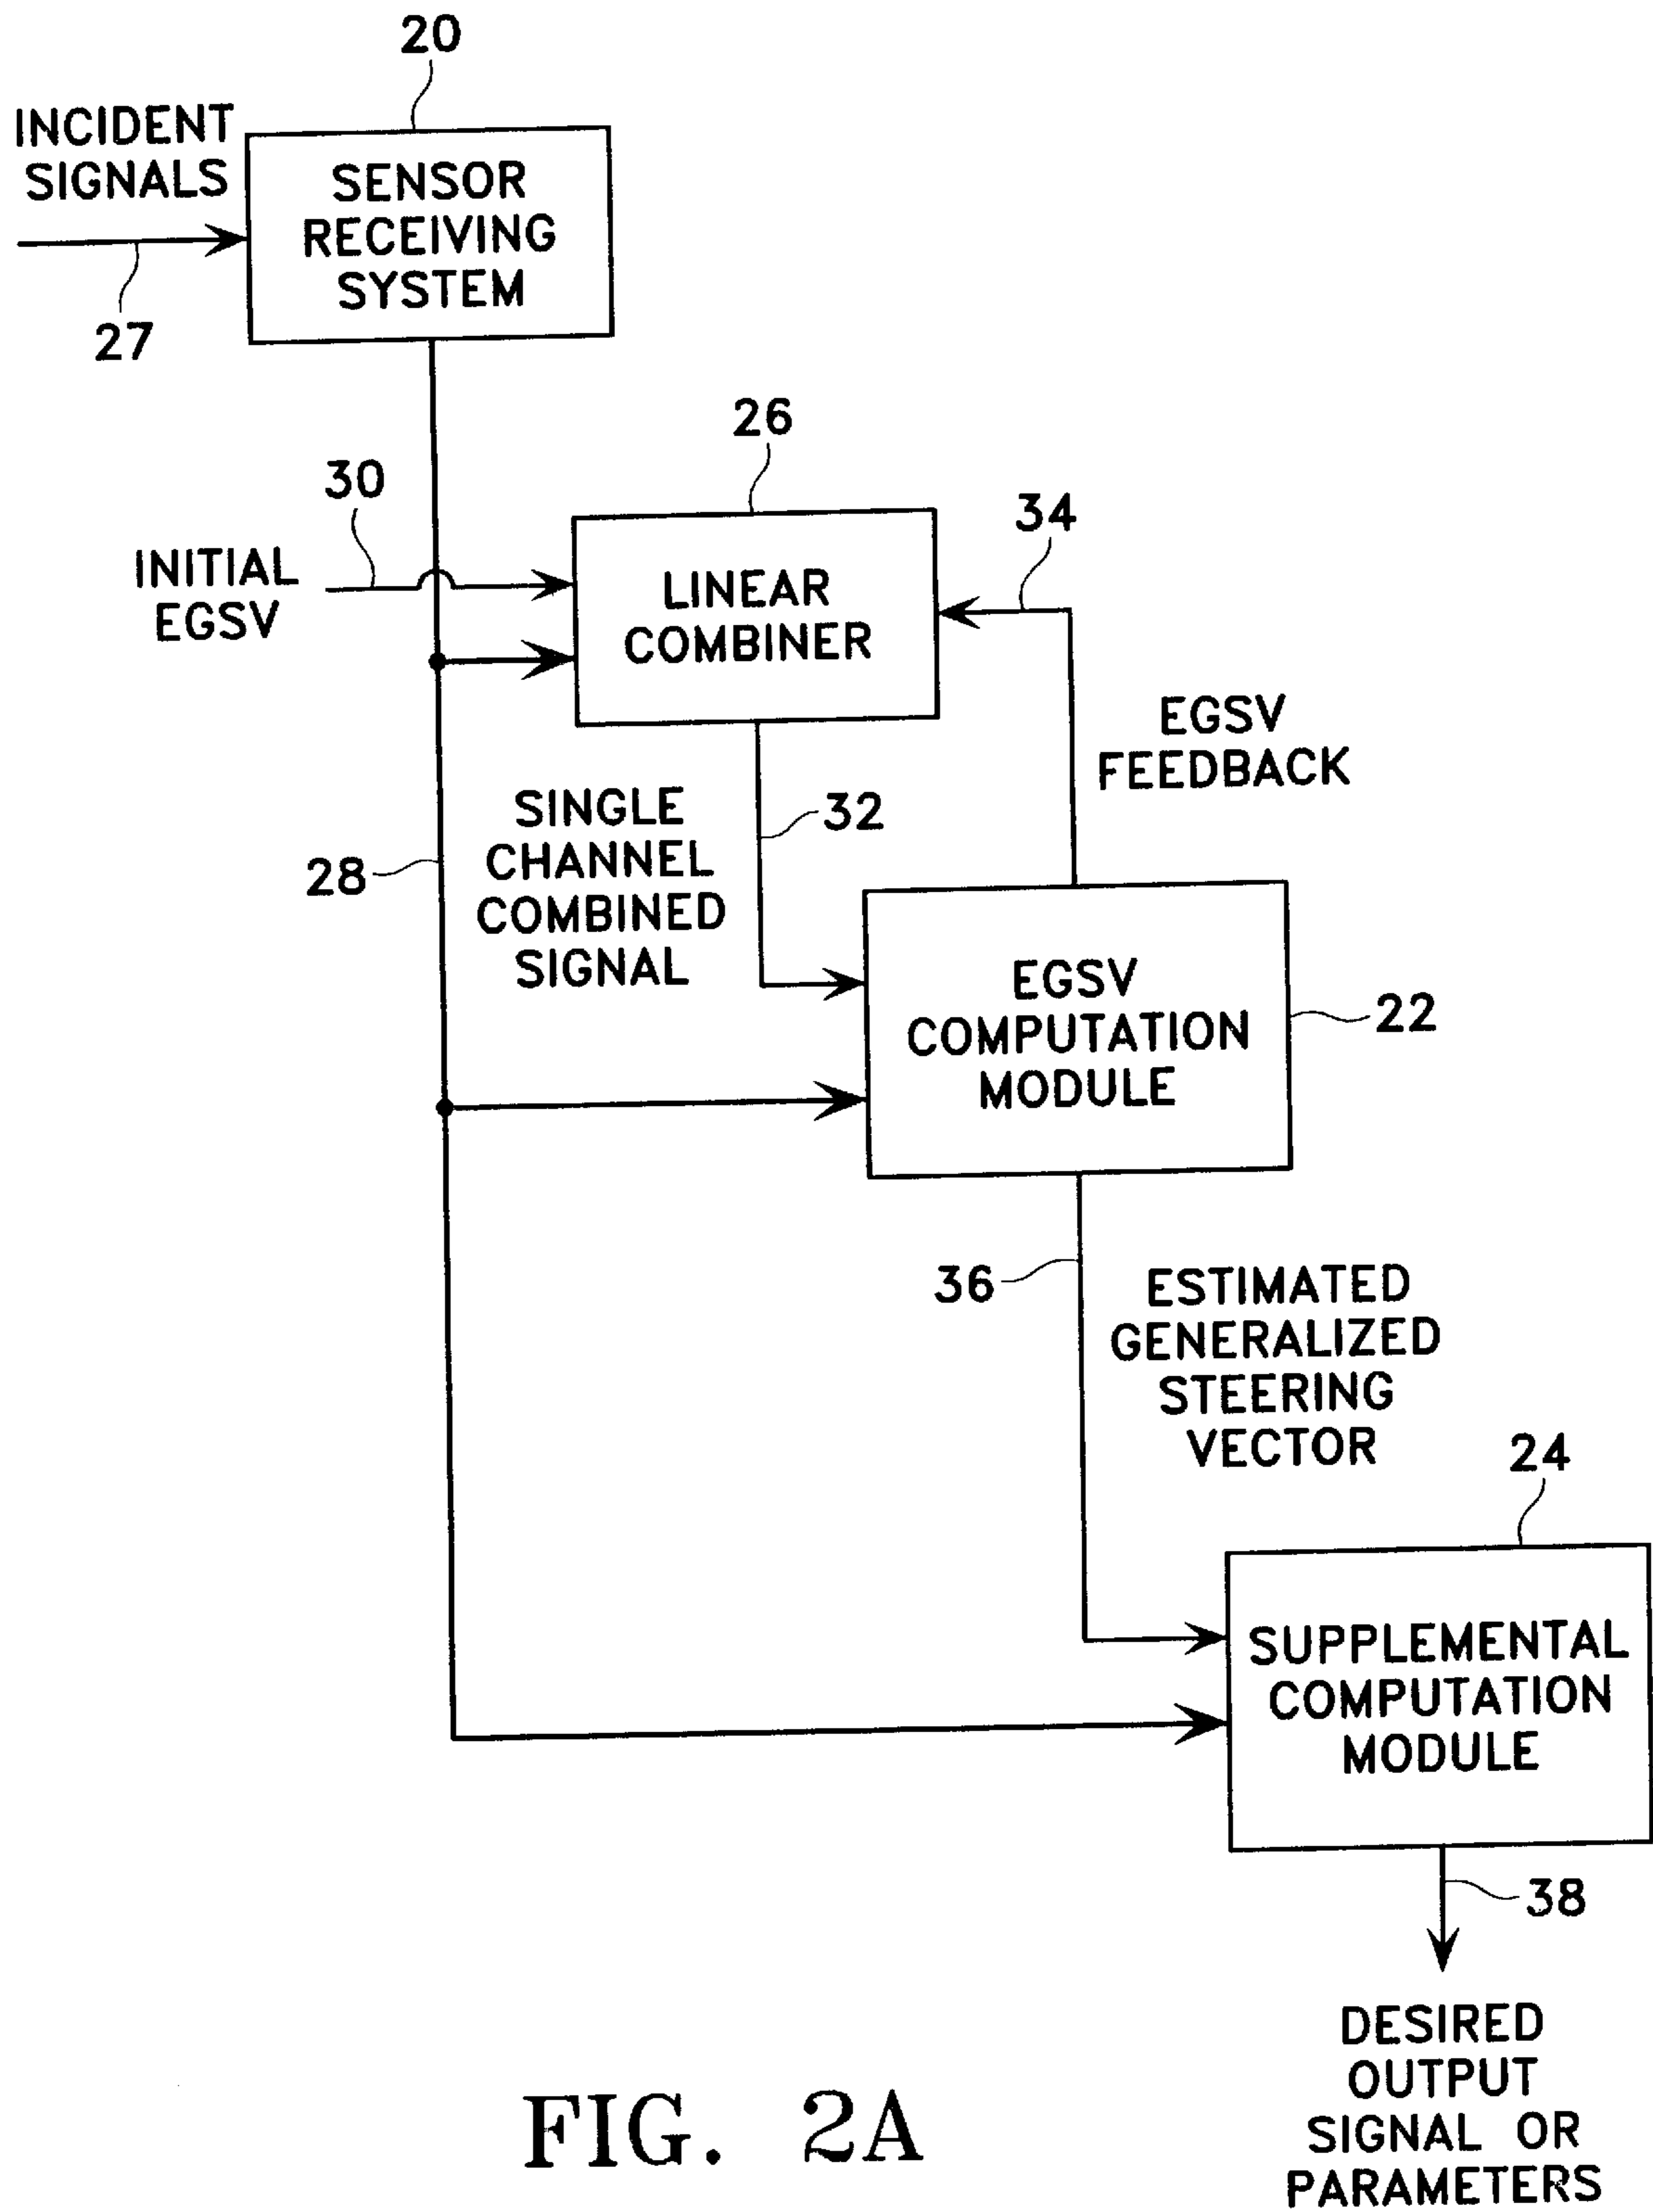 20
INCIDENT
SIGNALS
27
SENSOR
RECEIVING
SYSTEM
26
30
34
INITIAL
EGSV
LINEAR
COMBINER
EGSV
FEEDBACK
SINGLE
CHANNEL
COMBINED
SIGNAL
32
28
EGSV
COMPUTATION
MODULE
22
36
ESTIMATED
GENERALIZED
STEERING
VECTOR
24
SUPPLEMENTAL
COMPUTATION
MODULE
38
DESIRED
OUTPUT
SIGNAL OR
PARAMETERS
FIG. 2A